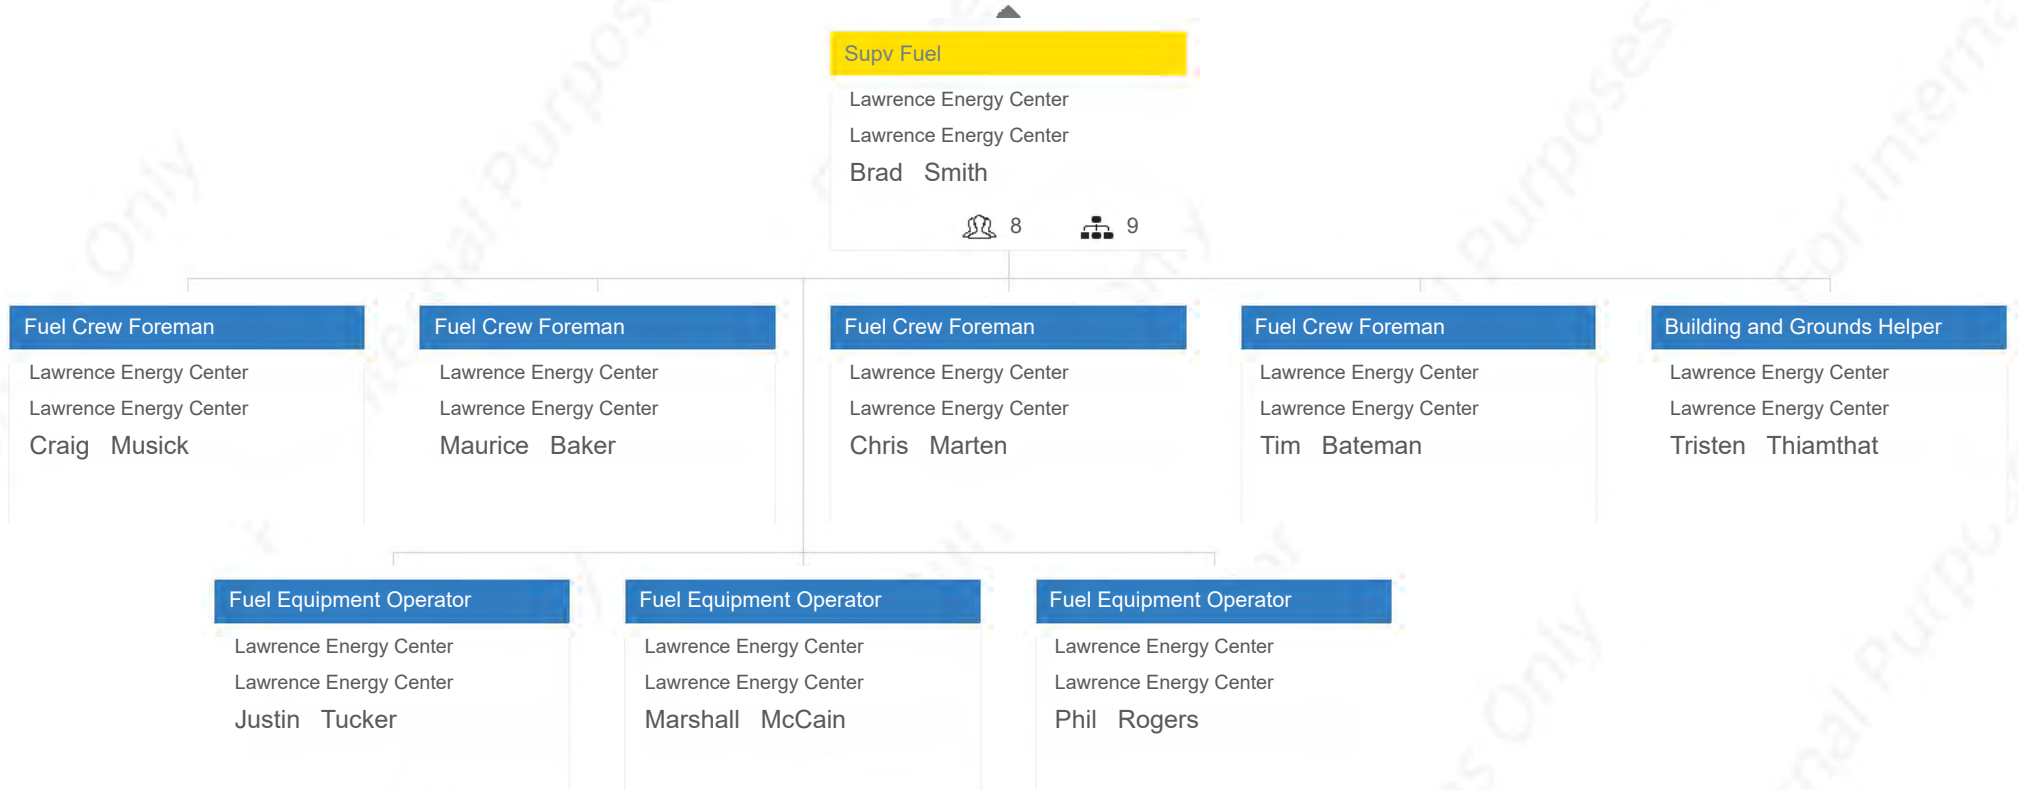 Supv Fuel
Lawrence Energy Center
Lawrence Energy Center
Brad Smith
8 9
Fuel Crew Foreman
Lawrence Energy Center
Lawrence Energy Center
Craig Musick
Fuel Crew Foreman
Lawrence Energy Center
Lawrence Energy Center
Maurice Baker
Fuel Crew Foreman
Lawrence Energy Center
Lawrence Energy Center
Chris Marten
Fuel Crew Foreman
Lawrence Energy Center
Lawrence Energy Center
Tim Bateman
Building and Grounds Helper
Lawrence Energy Center
Lawrence Energy Center
Tristen Thiamthat
Fuel Equipment Operator
Lawrence Energy Center
Lawrence Energy Center
Justin Tucker
Fuel Equipment Operator
Lawrence Energy Center
Lawrence Energy Center
Marshall McCain
Fuel Equipment Operator
Lawrence Energy Center
Lawrence Energy Center
Phil Rogers